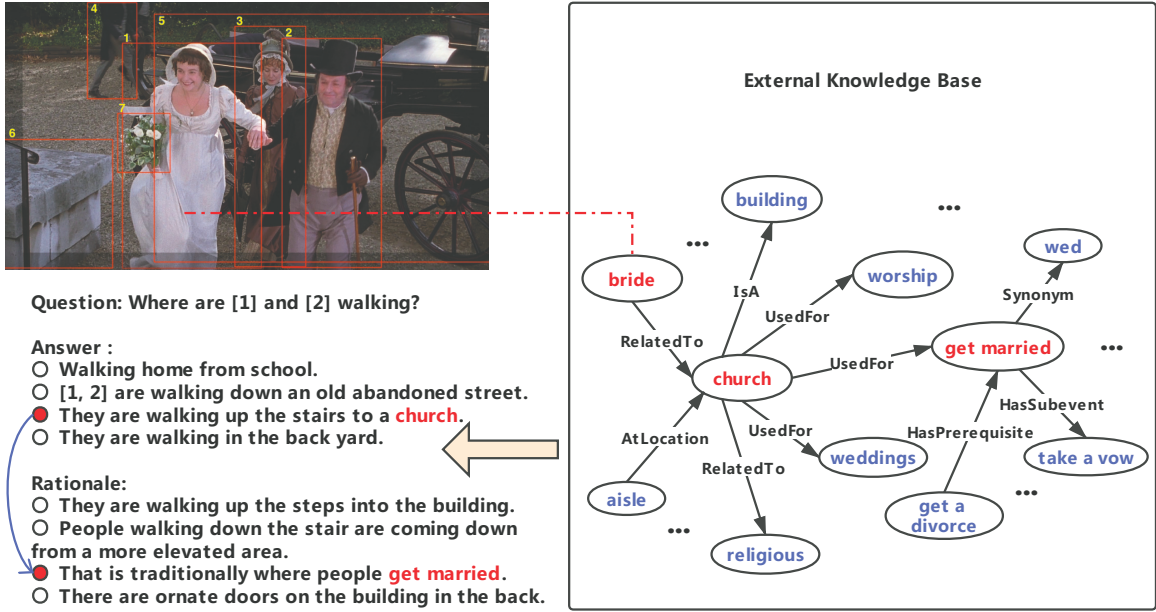 4
5
3
2
1
7
6
Question: Where are [1] and [2] walking?
Answer :
Walking home from school.
[1, 2] are walking down an old abandoned street.
They are walking up the stairs to a church.
They are walking in the back yard.
Rationale:
They are walking up the steps into the building.
People walking down the stair are coming down
from a more elevated area.
That is traditionally where people get married.
There are ornate doors on the building in the back.
External Knowledge Base
building
...
wed
...
bride
worship
IsA
Synonym
UsedFor
RelatedTo
get married
...
UsedFor
church
HasSubevent
AtLocation
UsedFor
HasPrerequisite
weddings
take a vow
RelatedTo
aisle
...
get a
divorce
...
religious